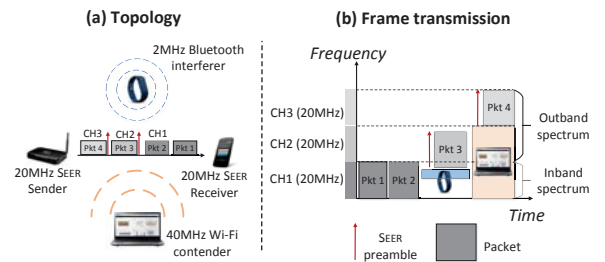 (a) Topology
2MHz Bluetooth
interferer
CH3 CH2 CH1
Pkt 4 Pkt 3 Pkt 2 Pkt 1
20MHz SEER
Sender
20MHz SEER
Receiver
40MHz Wi-Fi
contender
(b) Frame transmission
Frequency
CH3 (20MHz)
CH2 (20MHz)
CH1 (20MHz)
Pkt 1
Pkt 2
Pkt 3
Pkt 4
Outband
spectrum
Inband
spectrum
Time
SEER
preamble
Packet